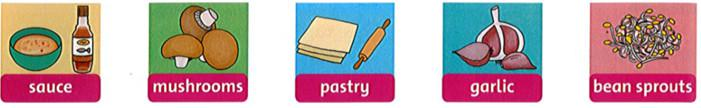 sauce
mushrooms
pastry
garlic
bean sprouts